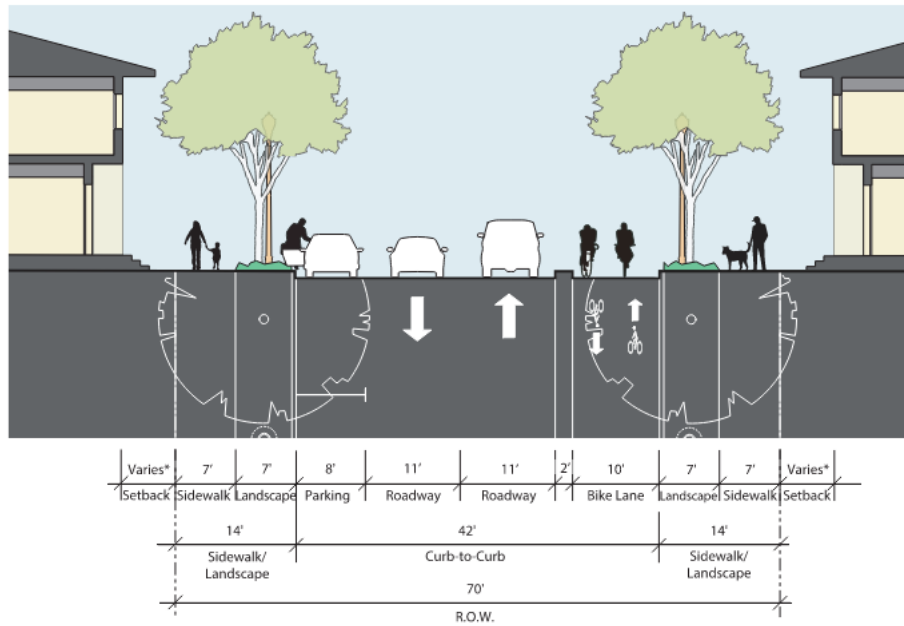 Varies* 7' 7' 8' 11' 11' 2' 10' 7' 7' Varies*
Setback Sidewalk Landscape Parking Roadway Roadway Bike Lane Landscape Sidewalk Setback
14' 42' 14'
Sidewalk/ Curb-to-Curb Sidewalk/
Landscape Landscape
70'
R.O.W.